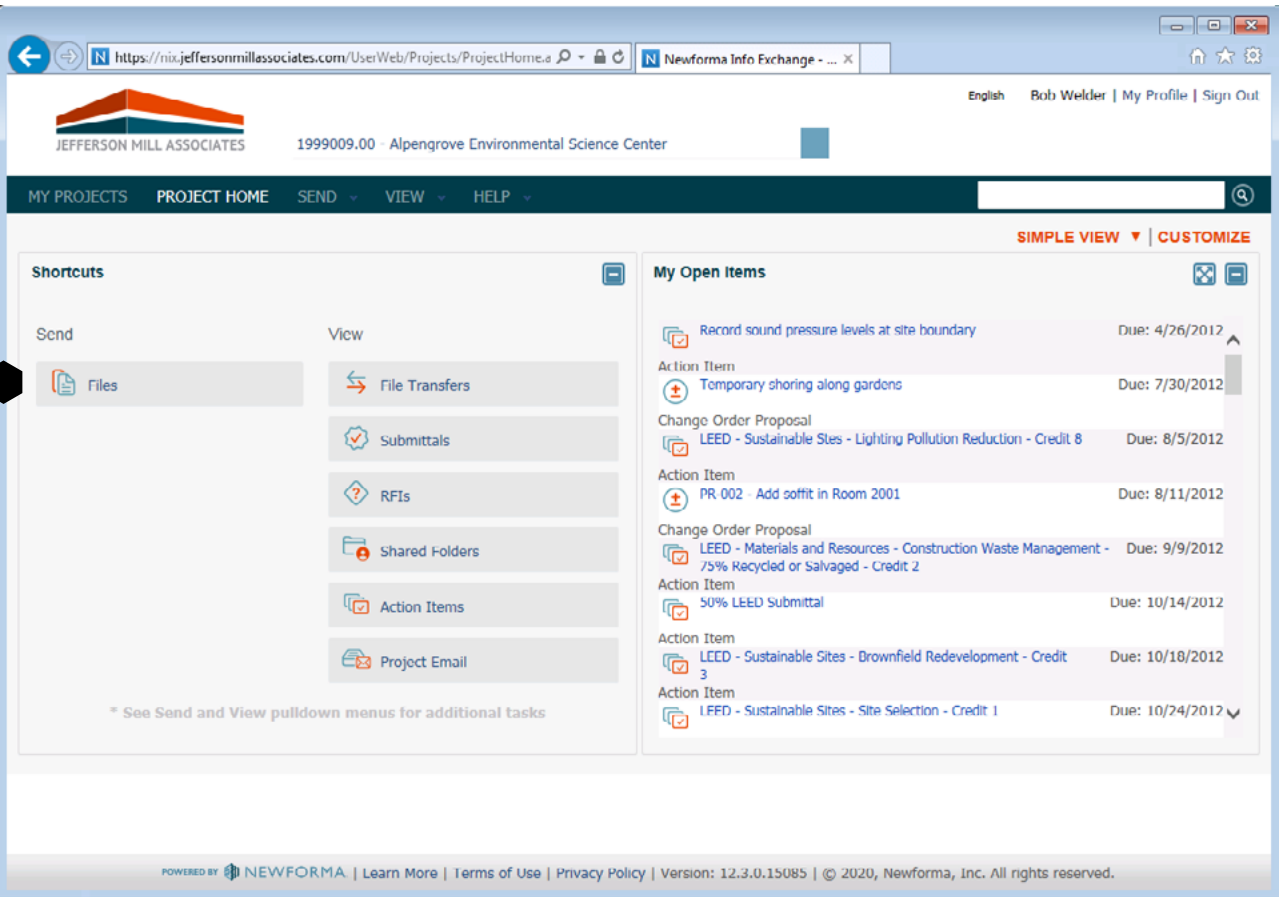 https://nix.jeffersonmillassociates.com/UserWeb/Projects/ProjectHome.a
Newforma Info Exchange - ...
English Bob Welder | My Profile | Sign Out
JEFFERSON MILL ASSOCIATES
1999009.00 - Alpengrove Environmental Science Center
MY PROJECTS PROJECT HOME SEND VIEW HELP
SIMPLE VIEW ▼ | CUSTOMIZE
Shortcuts
Send
Files
View
File Transfers
Submittals
RFIs
Shared Folders
Action Items
Project Email
* See Send and View pulldown menus for additional tasks
My Open Items
Record sound pressure levels at site boundary Due: 4/26/2012
Action Item
Temporary shoring along gardens Due: 7/30/2012
Change Order Proposal
LEED - Sustainable Stes - Lighting Pollution Reduction - Credit 8 Due: 8/5/2012
Action Item
PR-002 - Add soffit in Room 2001 Due: 8/11/2012
Change Order Proposal
LEED - Materials and Resources - Construction Waste Management - Due: 9/9/2012
75% Recycled or Salvaged - Credit 2
Action Item
50% LEED Submittal Due: 10/14/2012
Action Item
LEED - Sustainable Sites - Brownfield Redevelopment - Credit Due: 10/18/2012
3
Action Item
LEED - Sustainable Sites - Site Selection - Credit 1 Due: 10/24/2012
POWERED BY NEWFORMA | Learn More | Terms of Use | Privacy Policy | Version: 12.3.0.15085 | © 2020, Newforma, Inc. All rights reserved.